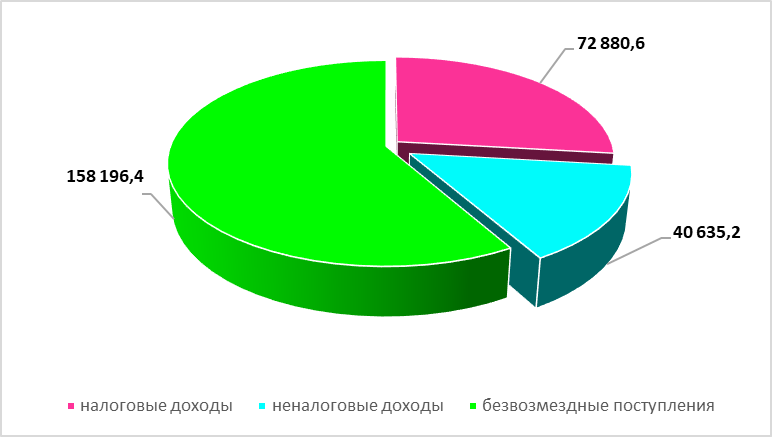 72 880,6
158 196,4
40 635,2
налоговые доходы неналоговые доходы безвозмездные поступления